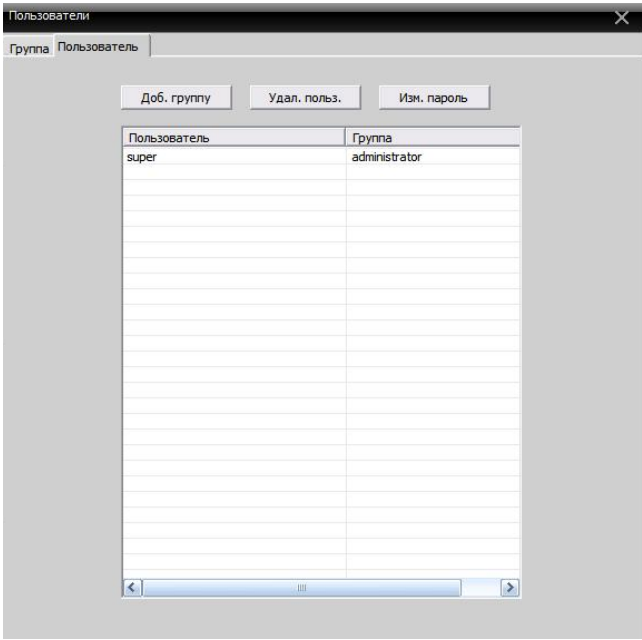 Пользователи
Группа Пользователь
Доб. группу Удал. польз. Изм. пароль
Пользователь Группа
super administrator